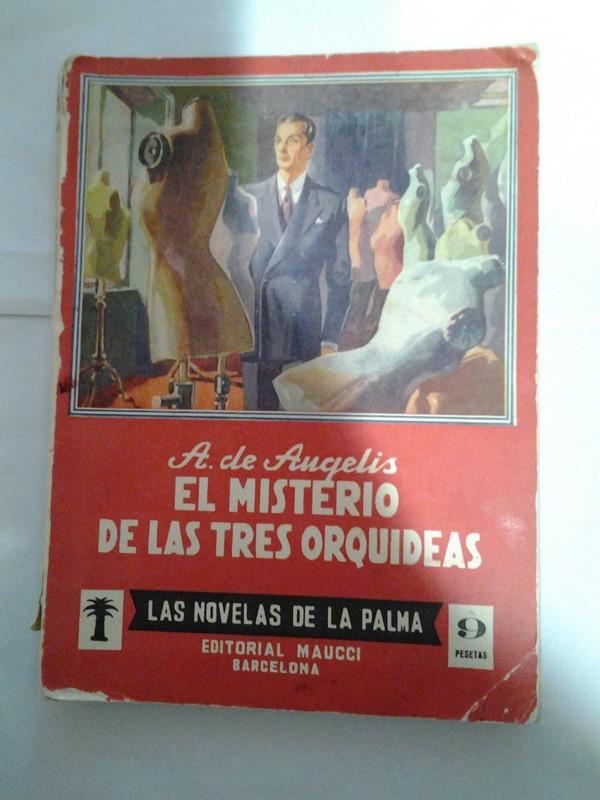 A. de Angelis
EL MISTERIO
DE LAS TRES ORQUIDEAS
LAS NOVELAS DE LA PALMA
9
PESETAS
EDITORIAL MAUCCI
BARCELONA